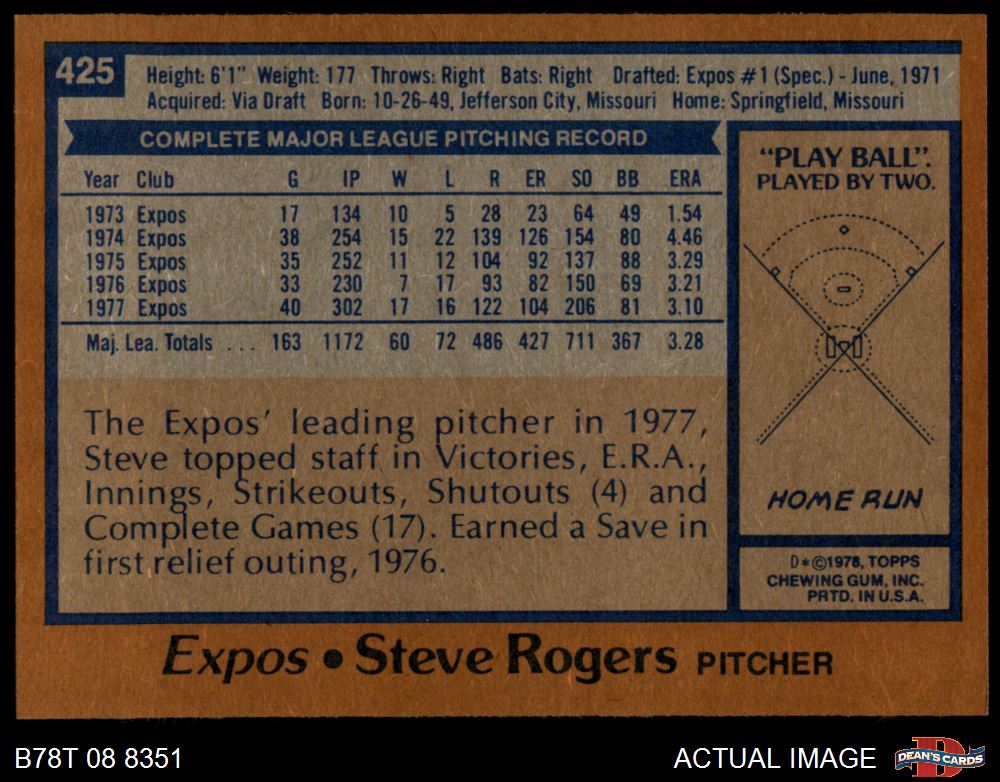 425
Height: 6'1" Weight: 177 Throws: Right Bats: Right Drafted: Expos #1 (Spec.) - June, 1971
Acquired: Via Draft Born: 10-26-49, Jefferson City, Missouri Home: Springfield, Missouri
COMPLETE MAJOR LEAGUE PITCHING RECORD
Year Club G IP W L R ER SO BB ERA
1973 Expos 17 134 10 5 28 23 64 49 1.54
1974 Expos 38 254 15 22 139 126 154 80 4.46
1975 Expos 35 252 11 12 104 92 137 88 3.29
1976 Expos 33 230 7 17 93 82 150 69 3.21
1977 Expos 40 302 17 16 122 104 206 81 3.10
Maj. Lea. Totals . . . 163 1172 60 72 486 427 711 367 3.28
The Expos' leading pitcher in 1977,
Steve topped staff in Victories, E.R.A.,
Innings, Strikeouts, Shutouts (4) and
Complete Games (17). Earned a Save in
first relief outing, 1976.
"PLAY BALL".
PLAYED BY TWO.
HOME RUN
D*©1978, TOPPS
CHEWING GUM, INC.
PRTD. IN U.S.A.
Expos • Steve Rogers PITCHER
B78T 08 8351
ACTUAL IMAGE
D
DEAN'S CARDS